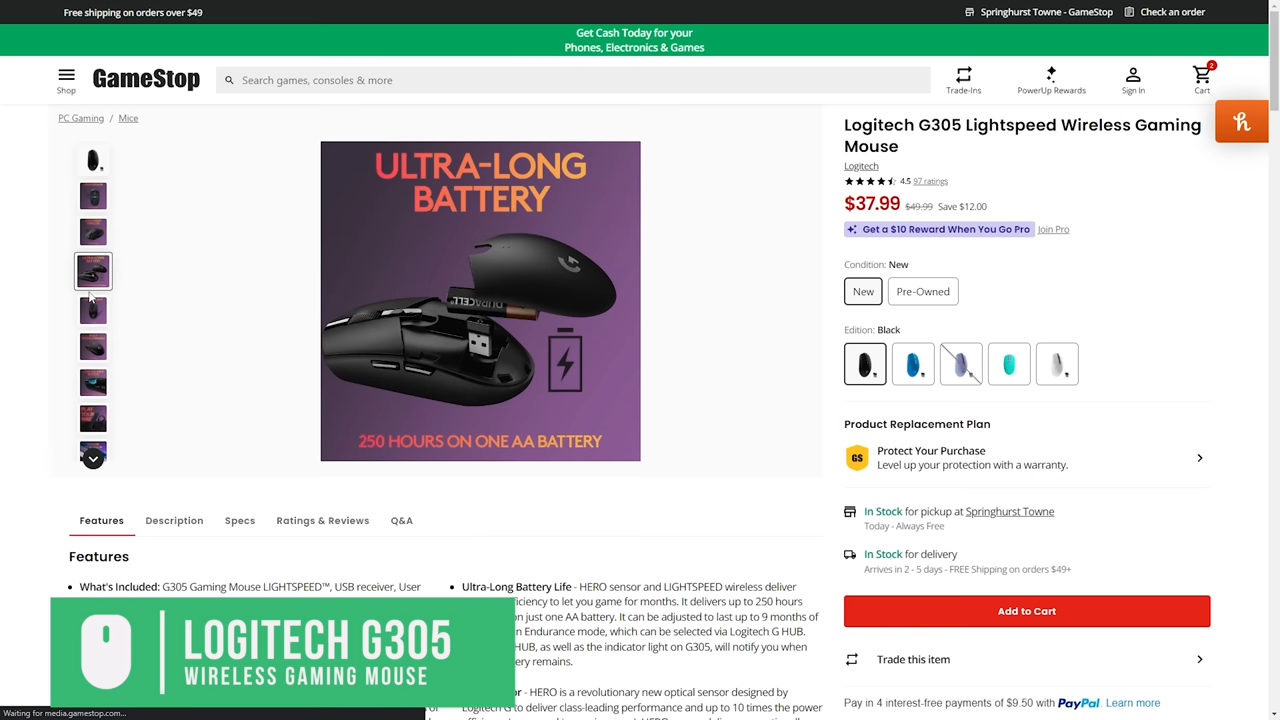 Free shipping on orders over $49
Springhurst Towne - GameStop
Check an order
Get Cash Today for your
Phones, Electronics & Games
Shop
GameStop
Search games, consoles & more
Trade-Ins
PowerUp Rewards
Sign In
2
Cart
PC Gaming / Mice
ULTRA-LONG
BATTERY
DURACELL
250 HOURS ON ONE AA BATTERY
Logitech G305 Lightspeed Wireless Gaming
Mouse
Logitech
4.5 97 ratings
$37.99 $49.99 Save $12.00
Get a $10 Reward When You Go Pro Join Pro
Condition: New
New
Pre-Owned
Edition: Black
Product Replacement Plan
GS
Protect Your Purchase
Level up your protection with a warranty.
In Stock for pickup at Springhurst Towne
Today - Always Free
In Stock for delivery
Arrives in 2 - 5 days - FREE Shipping on orders $49+
Add to Cart
Trade this item
Pay in 4 interest-free payments of $9.50 with PayPal Learn more
Features
Description
Specs
Ratings & Reviews
Q&A
Features
What's Included: G305 Gaming Mouse LIGHTSPEED™, USB receiver, User
Ultra-Long Battery Life - HERO sensor and LIGHTSPEED wireless deliver
to let you game for months. It delivers up to 250 hours
just one AA battery. It can be adjusted to last up to 9 months of
Endurance mode, which can be selected via Logitech G HUB.
HUB, as well as the indicator light on G305, will notify you when
remains.
- HERO is a revolutionary new optical sensor designed by
Logitech G to deliver class-leading performance and up to 10 times the power
LOGITECH G305
WIRELESS GAMING MOUSE
Waiting for media.gamestop.com...